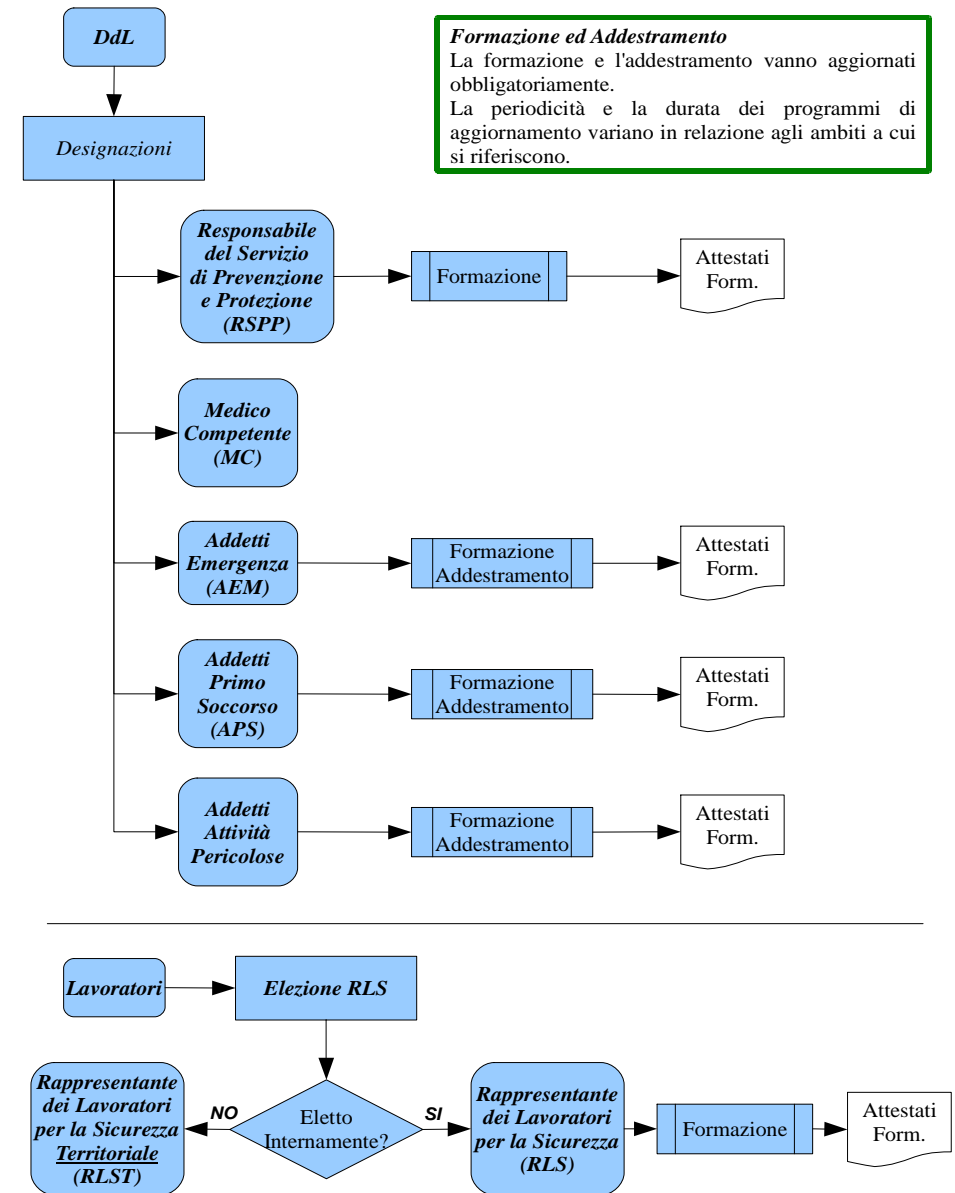 DdL
Formazione ed Addestramento
La formazione e l'addestramento vanno aggiornati
obbligatoriamente.
La periodicità e la durata dei programmi di
aggiornamento variano in relazione agli ambiti a cui
si riferiscono.
Designazioni
Responsabile
del Servizio
di Prevenzione
e Protezione
(RSPP)
Formazione
Attestati
Form.
Medico
Competente
(MC)
Addetti
Emergenza
(AEM)
Formazione
Addestramento
Attestati
Form.
Addetti
Primo
Soccorso
(APS)
Formazione
Addestramento
Attestati
Form.
Addetti
Attività
Pericolose
Formazione
Addestramento
Attestati
Form.
Lavoratori
Elezione RLS
Rappresentante
dei Lavoratori
per la Sicurezza
Territoriale
(RLST)
NO
Eletto
Internamente?
SI
Rappresentante
dei Lavoratori
per la Sicurezza
(RLS)
Formazione
Attestati
Form.